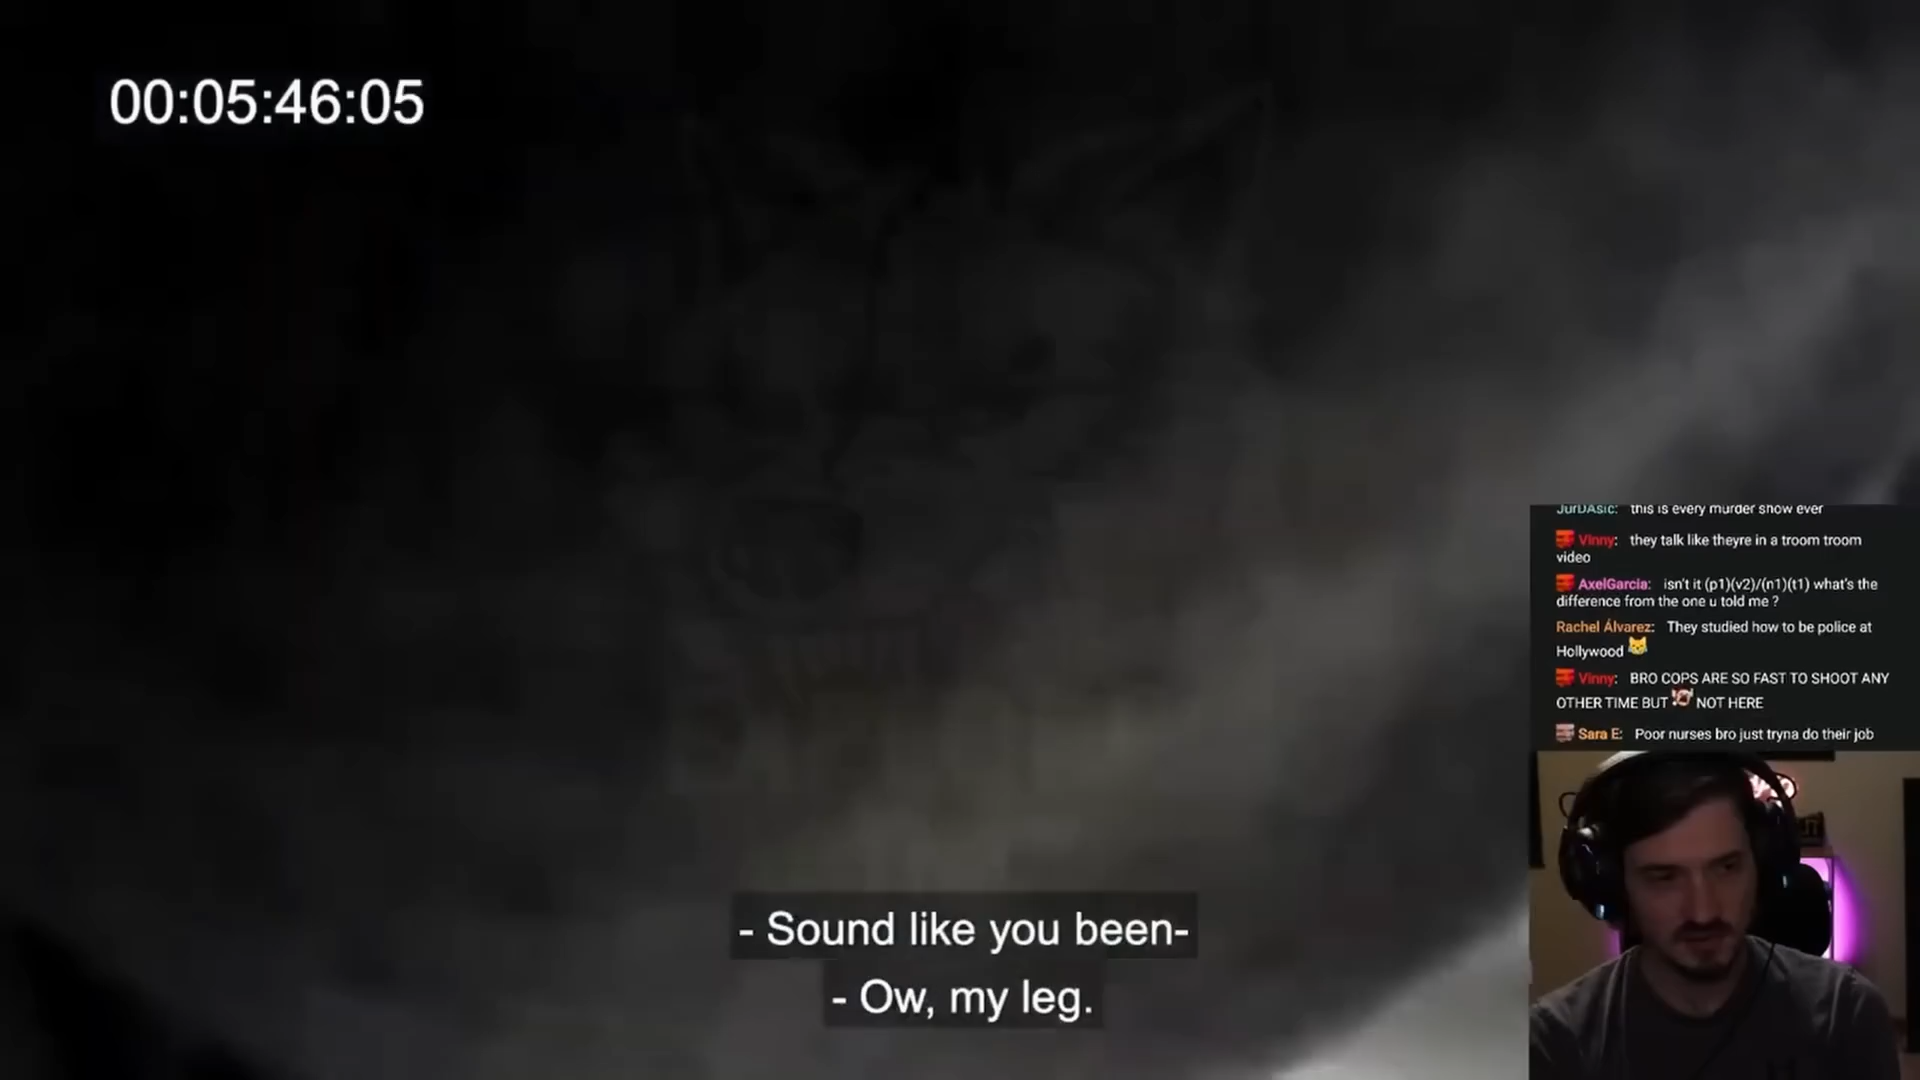 00:05:46:05
JurDAsic: this is every murder show ever
Vinny: they talk like theyre in a troom troom
video
AxelGarcia: isn't it (p1)(v2)/(n1)(t1) what's the
difference from the one u told me ?
Rachel Álvarez: They studied how to be police at
Hollywood
Vinny: BRO COPS ARE SO FAST TO SHOOT ANY
OTHER TIME BUT NOT HERE
Sara E: Poor nurses bro just tryna do their job
- Sound like you been-
- Ow, my leg.